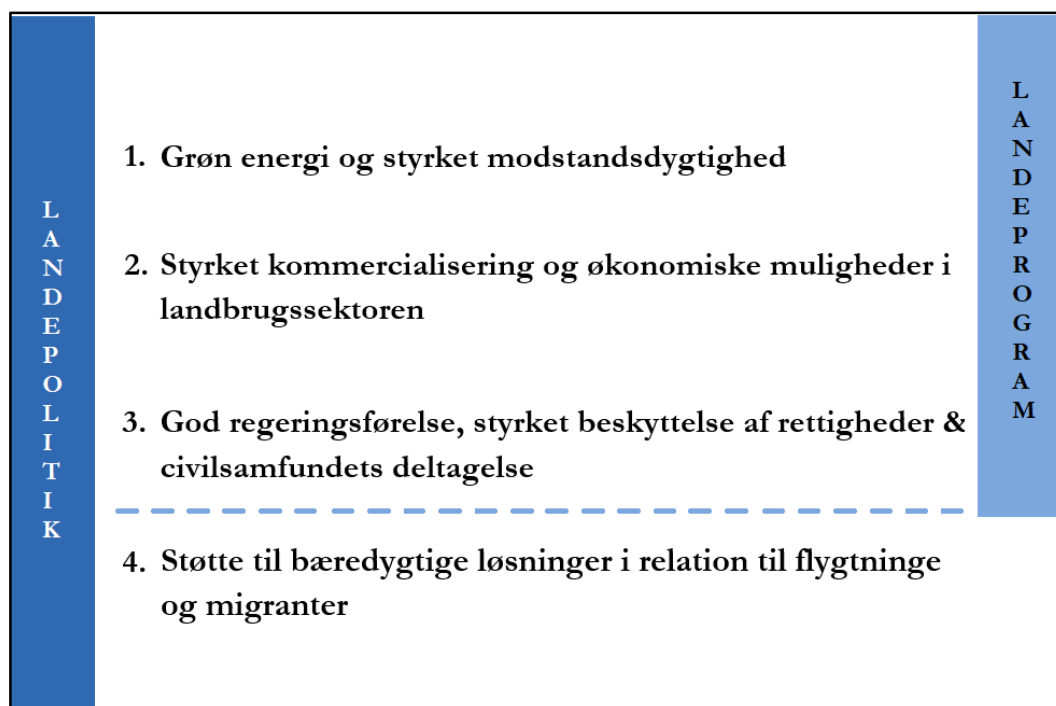 LANDEPOLITIK
1. Grøn energi og styrket modstandsdygtighed
2. Styrket kommercialisering og økonomiske muligheder i
landbrugssektoren
3. God regeringsførelse, styrket beskyttelse af rettigheder &
civilsamfundets deltagelse
4. Støtte til bæredygtige løsninger i relation til flygtninge
og migranter
LANDEPROGRAM